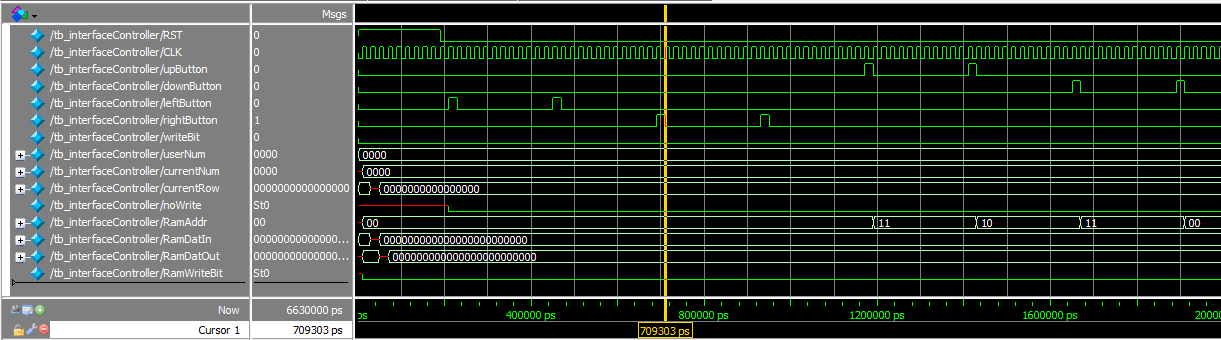 Msgs
/tb_interfaceController/RST 0
/tb_interfaceController/CLK 0
/tb_interfaceController/upButton 0
/tb_interfaceController/downButton 0
/tb_interfaceController/leftButton 0
/tb_interfaceController/rightButton 1
/tb_interfaceController/writeBit 0
/tb_interfaceController/userNum 0000 0000
/tb_interfaceController/currentNum 0000 0000
/tb_interfaceController/currentRow 0000000000000000 0000000000000000
/tb_interfaceController/noWrite St0
/tb_interfaceController/RamAddr 00 00 11 10 11 00
/tb_interfaceController/RamDatIn 00000000000000... 000000000000000000000000
/tb_interfaceController/RamDatOut 00000000000000... 000000000000000000000000
/tb_interfaceController/RamWriteBit St0
Now 6630000 ps ps 400000 ps 800000 ps 1200000 ps 1600000 ps 200000
Cursor 1 709303 ps 709303 ps